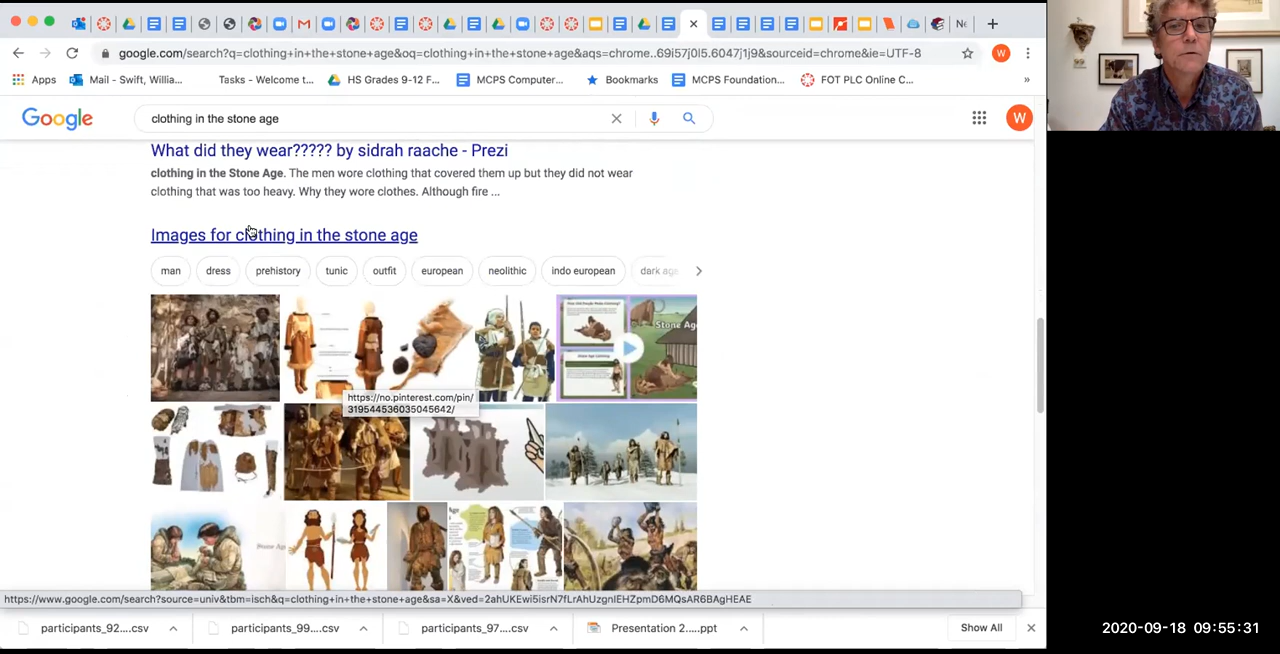 google.com/search?q=clothing+in+the+stone+age&oq=clothing+in+the+stone+age&aqs=chrome..69i57j0l5.6047j1j9&sourceid=chrome&ie=UTF-8
W
Apps
Mail - Swift, Willia...
Tasks - Welcome t...
HS Grades 9-12 F...
MCPS Computer...
Bookmarks
MCPS Foundation...
FOT PLC Online C...
»
Google
clothing in the stone age
W
What did they wear????? by sidrah raache - Prezi
clothing in the Stone Age. The men wore clothing that covered them up but they did not wear
clothing that was too heavy. Why they wore clothes. Although fire ...
Images for clothing in the stone age
man
dress
prehistory
tunic
outfit
european
neolithic
indo european
dark age
Stone Age
https://no.pinterest.com/pin/
319544536035045642/
Stone Age
https://www.google.com/search?source=univ&tbm=isch&q=clothing+in+the+stone+age&sa=X&ved=2ahUKEwi5isrN7fLrAhUzgnIEHZpmD6MQsAR6BAgHEAE
participants_92....csv
participants_99....csv
participants_97....csv
Presentation 2.....ppt
Show All
2020-09-18 09:55:31